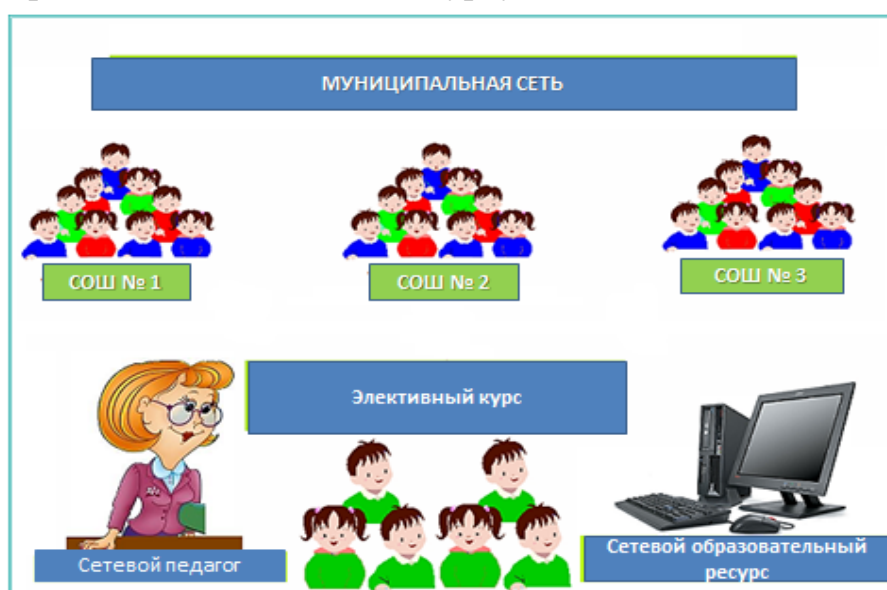 МУНИЦИПАЛЬНАЯ СЕТЬ
СОШ № 1
СОШ № 2
СОШ № 3
Элективный курс
Сетевой педагог
Сетевой образовательный
ресурс